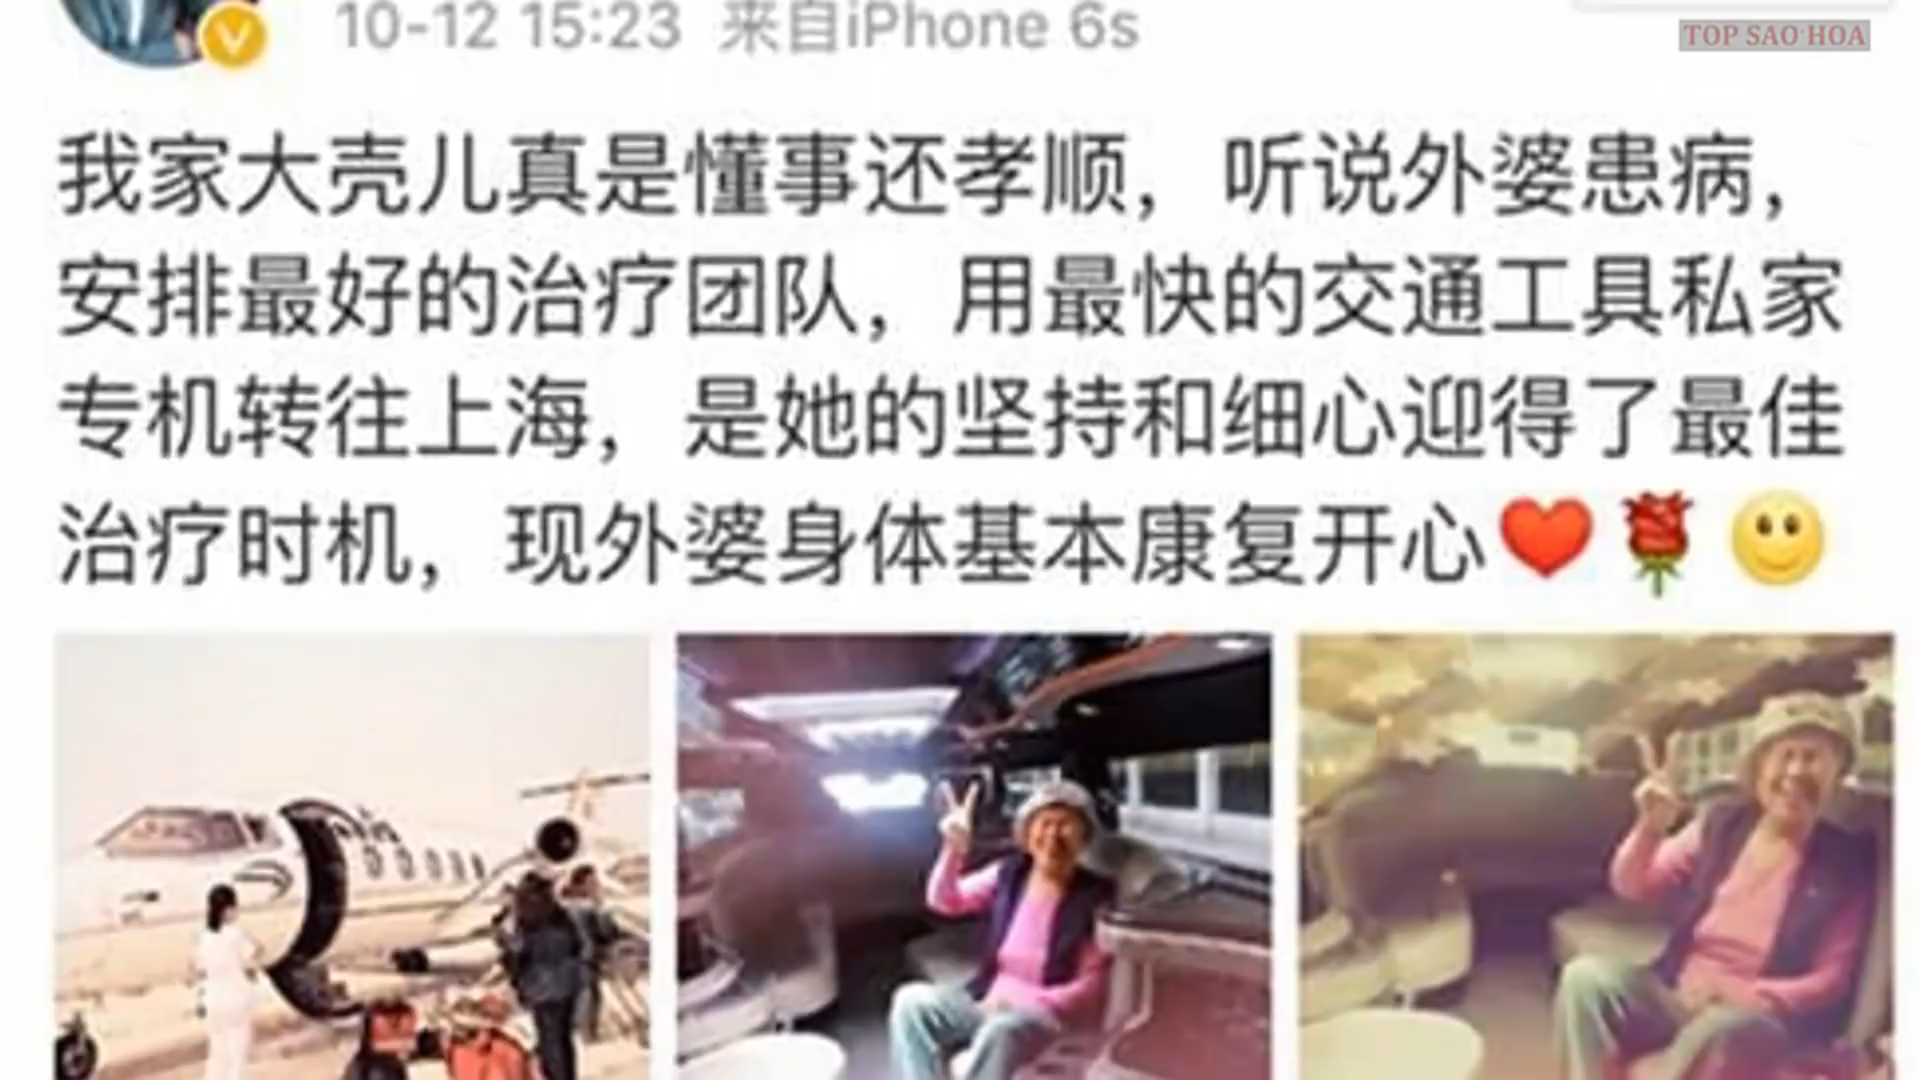 10-12 15:23 来自iPhone 6s
TOP SAO HOA
我家大壳儿真是懂事还孝顺，听说外婆患病，
安排最好的治疗团队，用最快的交通工具私家
专机转往上海，是她的坚持和细心迎得了最佳
治疗时机，现外婆身体基本康复开心❤️🌹🙂